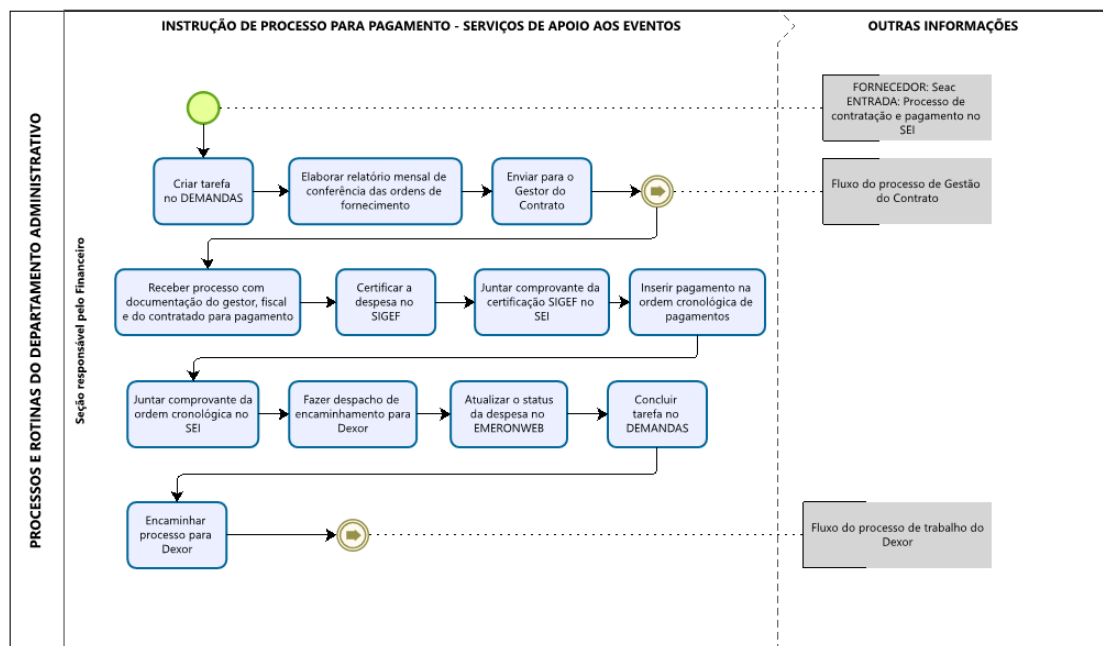 INSTRUÇÃO DE PROCESSO PARA PAGAMENTO - SERVIÇOS DE APOIO AOS EVENTOS
OUTRAS INFORMAÇÕES
PROCESSOS E ROTINAS DO DEPARTAMENTO ADMINISTRATIVO
Seção responsável pelo Financeiro
FORNECEDOR: Seac
ENTRADA: Processo de
contratação e pagamento no
SEI
Criar tarefa
no DEMANDAS
Elaborar relatório mensal de
conferência das ordens de
fornecimento
Enviar para o
Gestor do
Contrato
Fluxo do processo de Gestão
do Contrato
Receber processo com
documentação do gestor, fiscal
e do contratado para pagamento
Certificar a
despesa no
SIGEF
Juntar comprovante da
certificação SIGEF no
SEI
Inserir pagamento na
ordem cronológica de
pagamentos
Juntar comprovante da
ordem cronológica no
SEI
Fazer despacho de
encaminhamento para
Dexor
Atualizar o status
da despesa no
EMERONWEB
Concluir
tarefa no
DEMANDAS
Encaminhar
processo para
Dexor
Fluxo do processo de trabalho do
Dexor